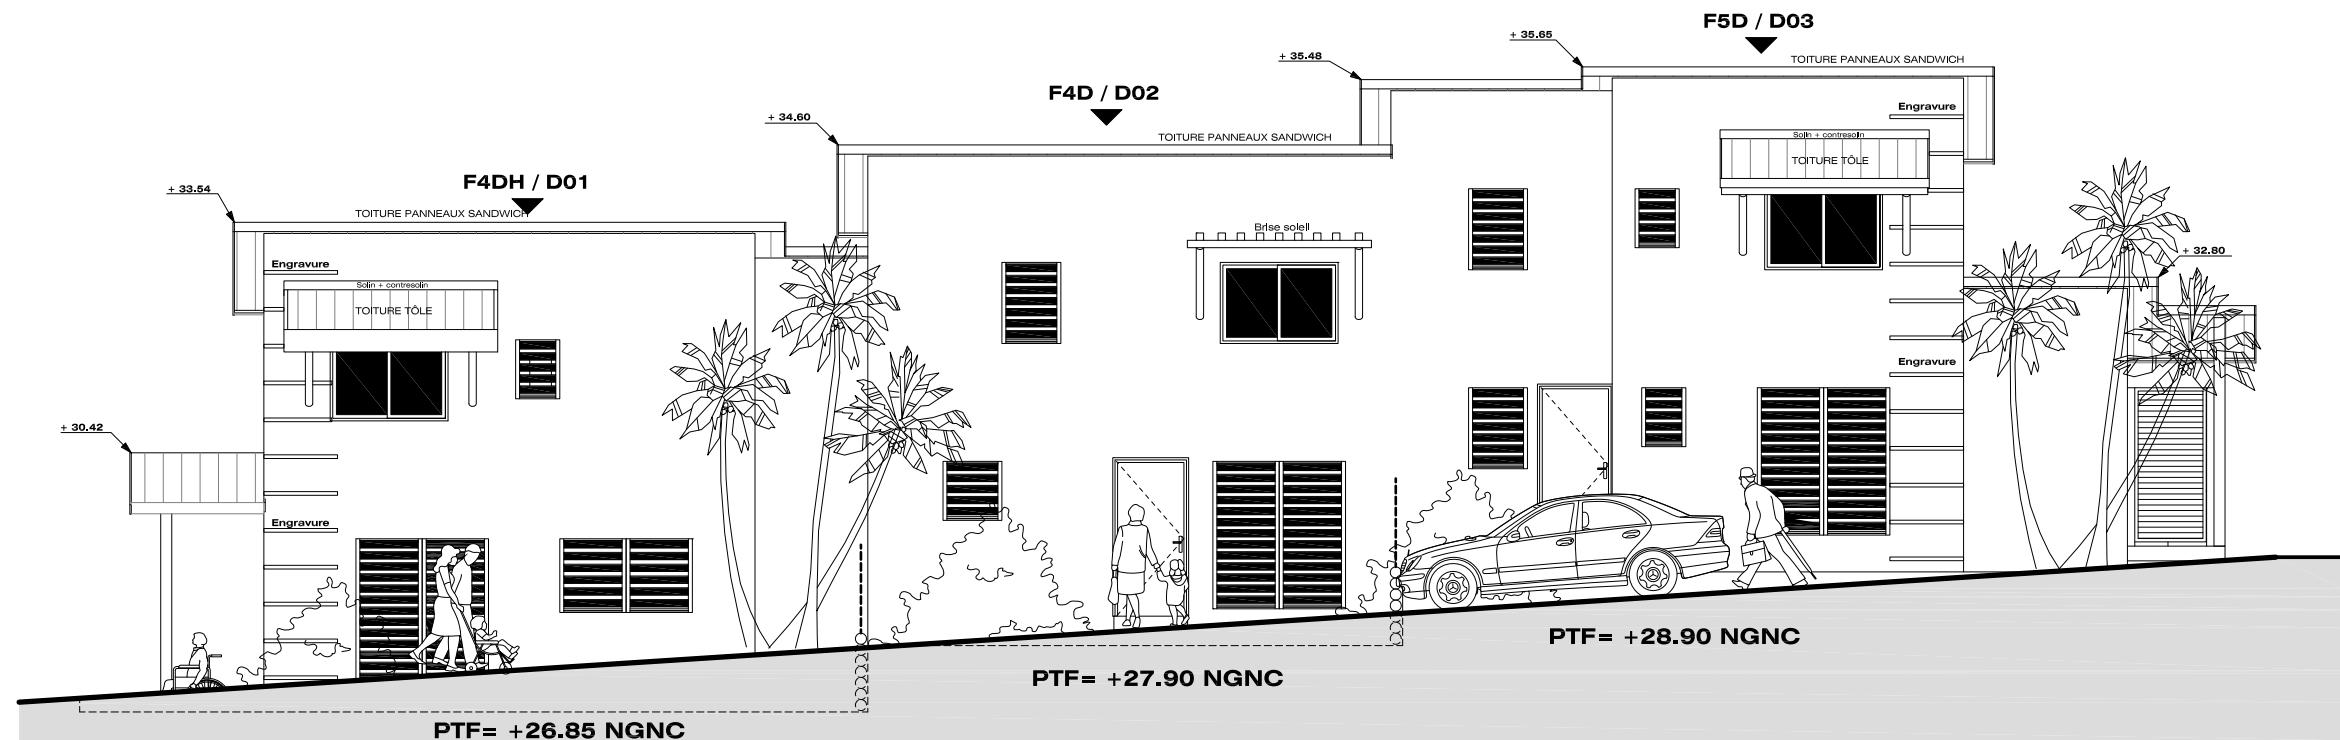 F5D / D03
+ 35.65
+ 35.48
TOITURE PANNEAUX SANDWICH
F4D / D02
Engravure
+ 34.60
TOITURE PANNEAUX SANDWICH
Solin + contresolin
TOITURE TÔLE
F4DH / D01
+ 33.54
TOITURE PANNEAUX SANDWICH
Brise soleil
+ 32.80
Engravure
Solin + contresolin
TOITURE TÔLE
Engravure
+ 30.42
Engravure
PTF= +28.90 NGNC
PTF= +27.90 NGNC
PTF= +26.85 NGNC